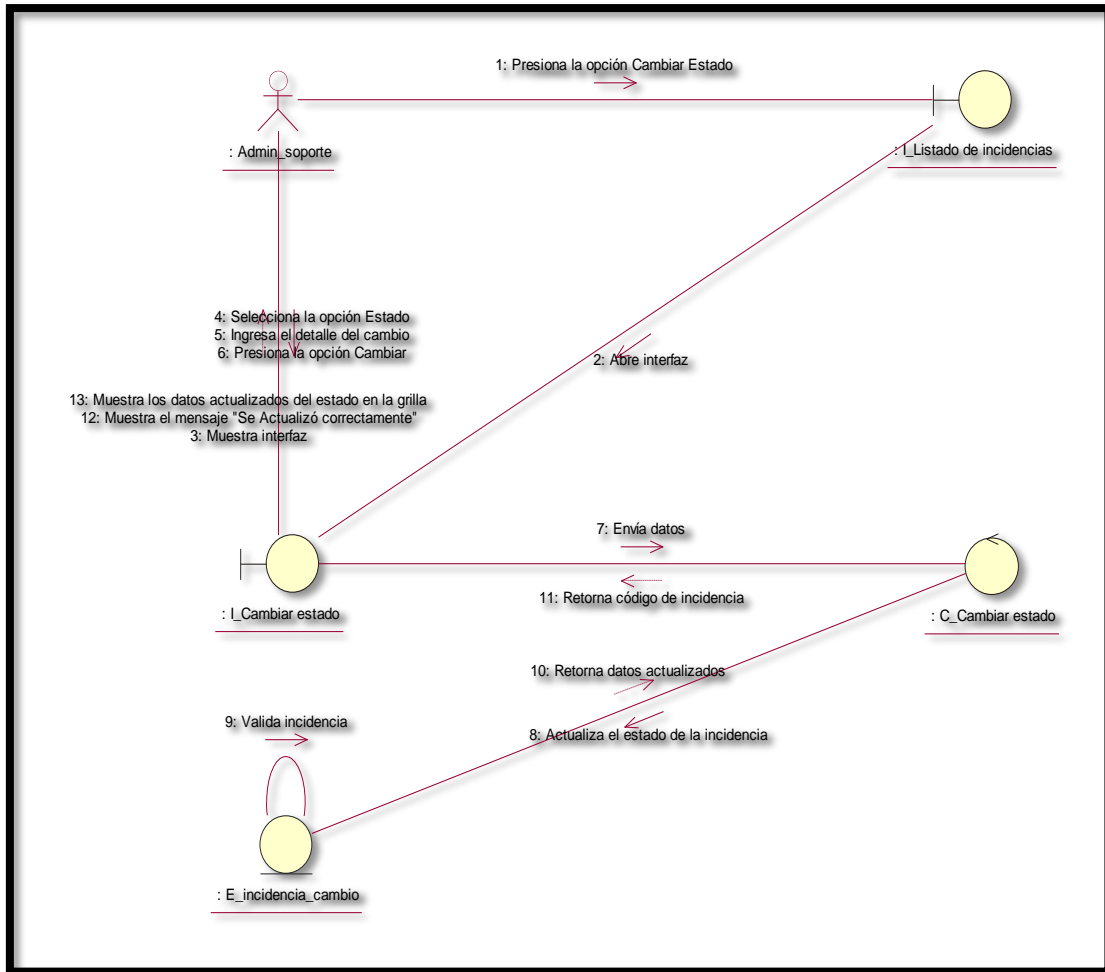 1: Presiona la opción Cambiar Estado
: Admin_soporte
: I_Listado de incidencias
4: Selecciona la opción Estado
5: Ingresa el detalle del cambio
6: Presiona la opción Cambiar
2: Abre interfaz
13: Muestra los datos actualizados del estado en la grilla
12: Muestra el mensaje "Se Actualizó correctamente"
3: Muestra interfaz
7: Envía datos
11: Retorna código de incidencia
: I_Cambiar estado
: C_Cambiar estado
10: Retorna datos actualizados
9: Valida incidencia
8: Actualiza el estado de la incidencia
: E_incidencia_cambio